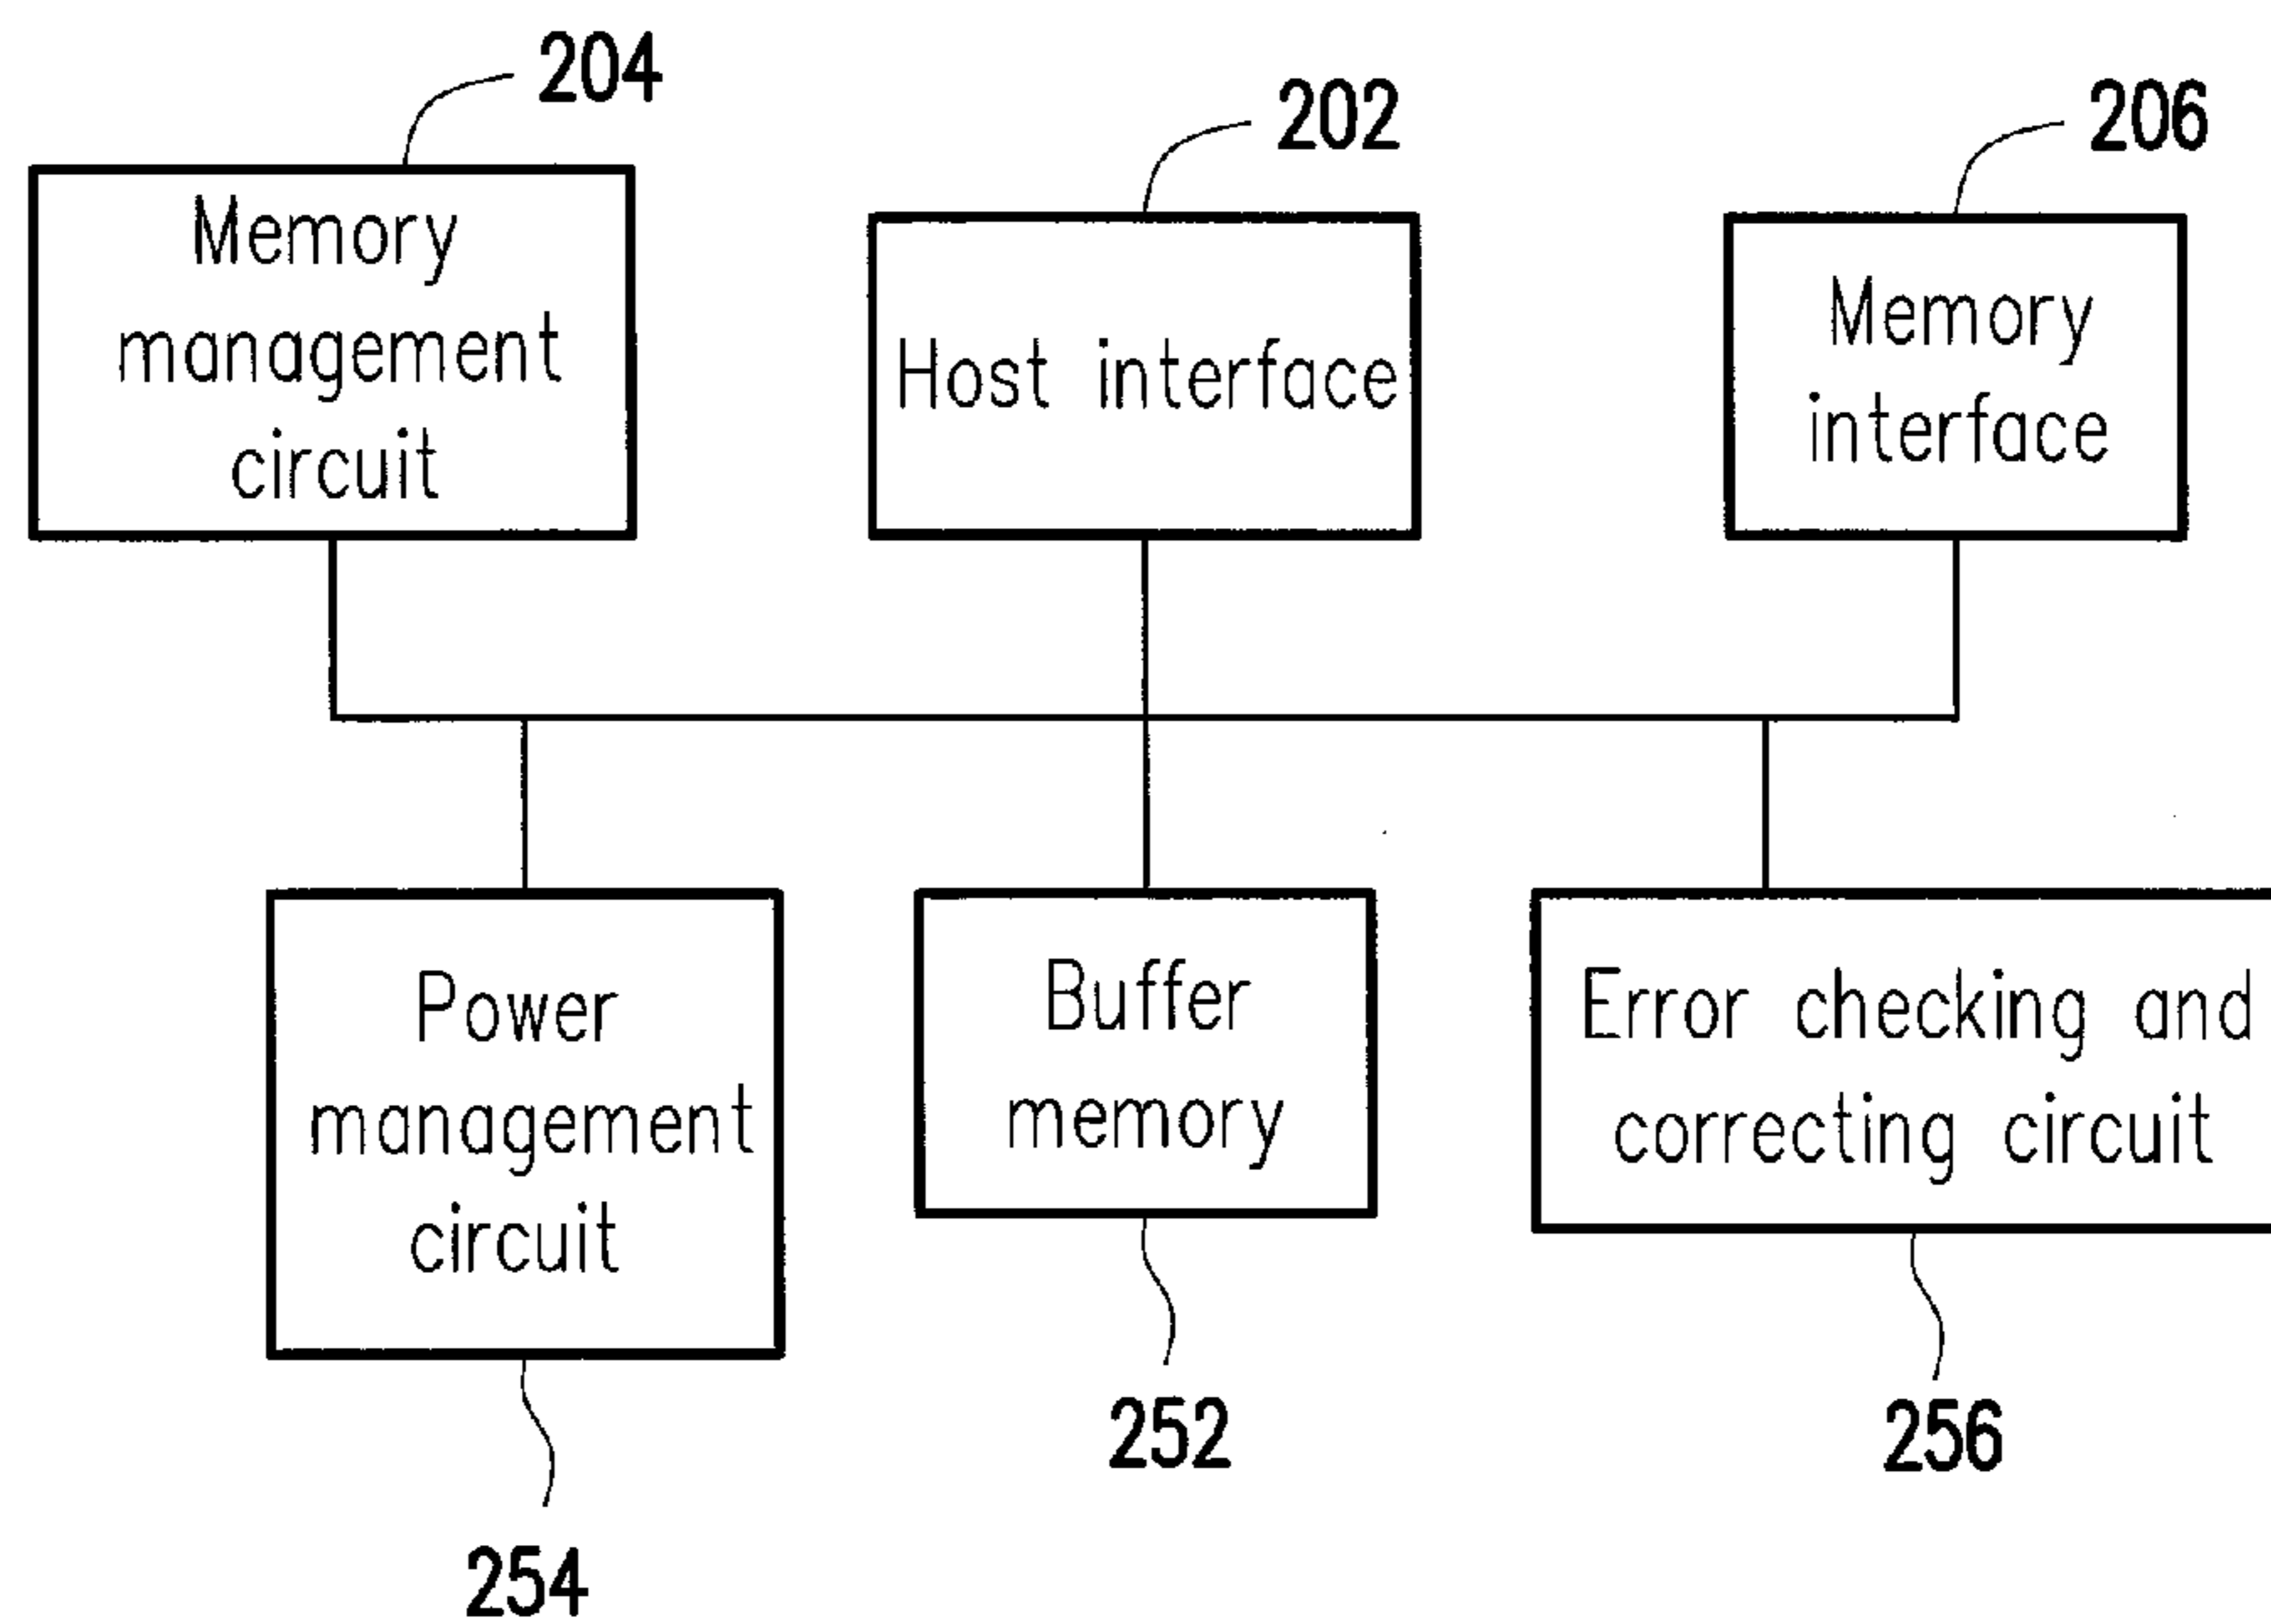 204
202
206
Memory
management
circuit
Host interface
Memory
interface
Power
management
circuit
Buffer
memory
Error checking and
correcting circuit
254
252
256